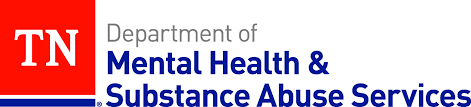 TN
Department of
Mental Health &
®Substance Abuse Services